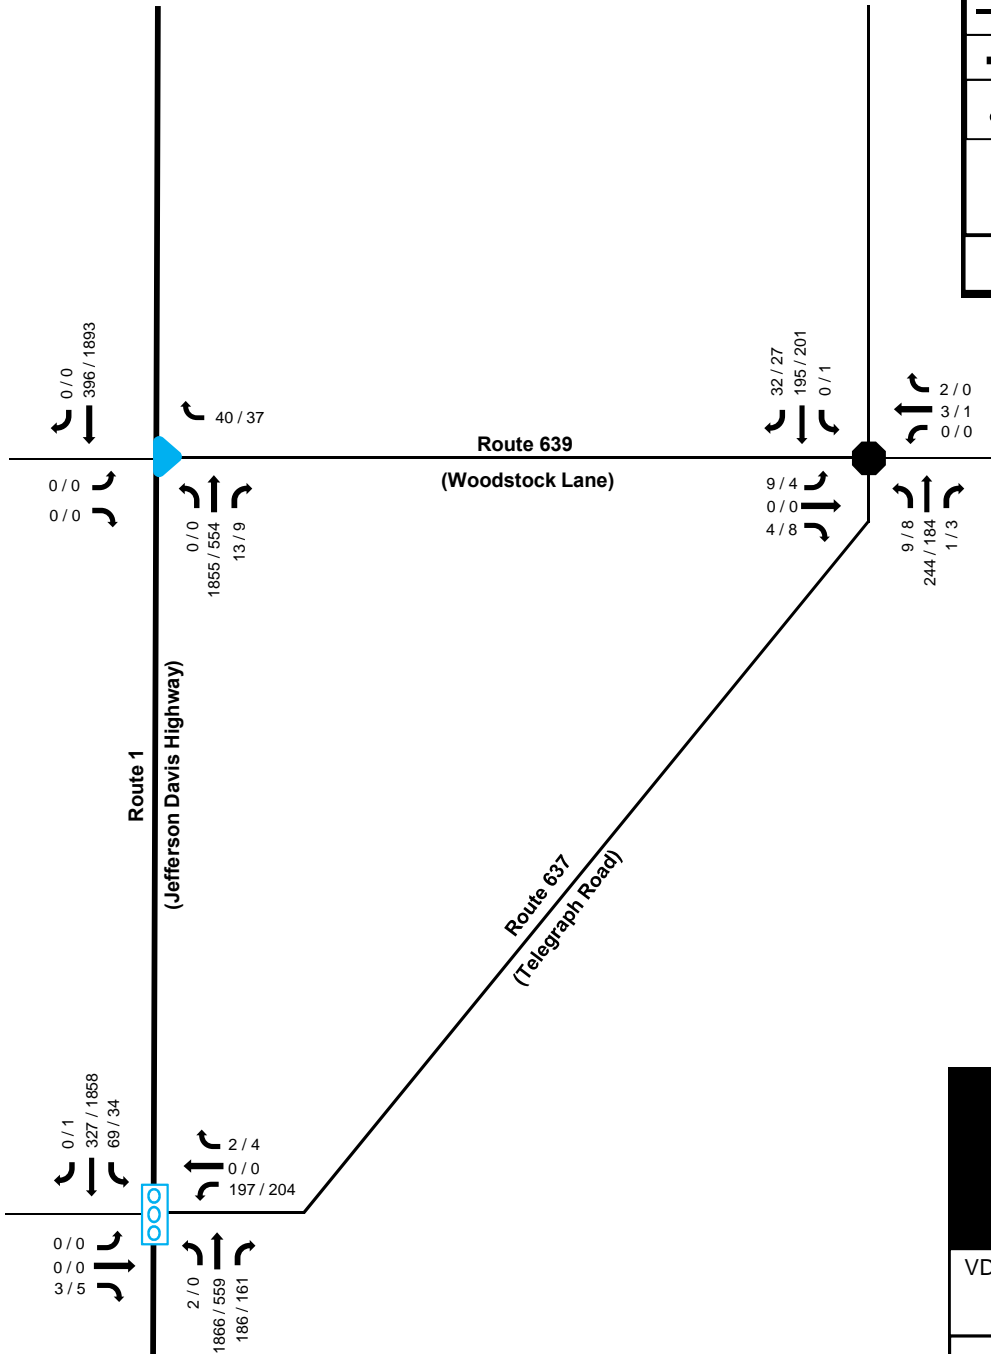 0 / 0
396 / 1893
40 / 37
0 / 0
0 / 0
0 / 0
1855 / 554
13 / 9
Route 639
(Woodstock Lane)
32 / 27
195 / 201
0 / 1
2 / 0
3 / 1
0 / 0
9 / 4
0 / 0
4 / 8
9 / 8
244 / 184
1 / 3
Route 1
(Jefferson Davis Highway)
Route 637
(Telegraph Road)
0 / 1
327 / 1858
69 / 34
2 / 4
0 / 0
197 / 204
0 / 0
0 / 0
3 / 5
2 / 0
1866 / 559
186 / 161
VD